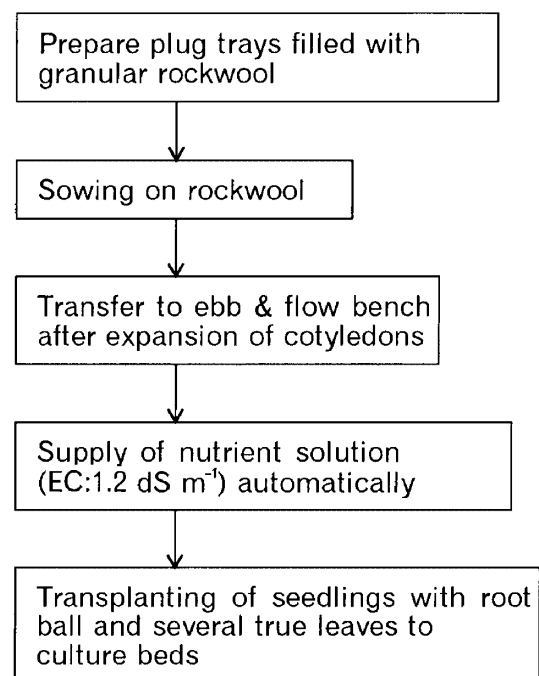 Prepare plug trays filled with
granular rockwool
Sowing on rockwool
Transfer to ebb & flow bench
after expansion of cotyledons
Supply of nutrient solution
(EC:1.2 dS m⁻¹) automatically
Transplanting of seedlings with root
ball and several true leaves to
culture beds